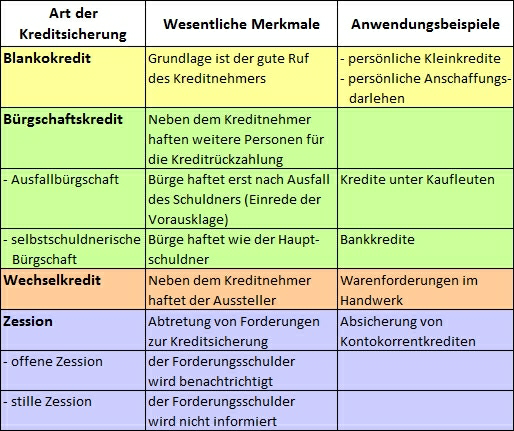 Art der Kreditsicherung | Wesentliche Merkmale | Anwendungsbeispiele
Blankokredit | Grundlage ist der gute Ruf | - persönliche Kleinkredite
des Kreditnehmers | - persönliche Anschaffungs-
darlehen
Bürgschaftskredit | Neben dem Kreditnehmer
haften weitere Personen für
die Kreditrückzahlung
- Ausfallbürgschaft | Bürge haftet erst nach Ausfall | Kredite unter Kaufleuten
des Schuldners (Einrede der
Vorausklage)
- selbstschuldnerische | Bürge haftet wie der Haupt- | Bankkredite
Bürgschaft | schuldner
Wechselkredit | Neben dem Kreditnehmer | Warenforderungen im
haftet der Aussteller | Handwerk
Zession | Abtretung von Forderungen | Absicherung von
zur Kreditsicherung | Kontokorrentkrediten
- offene Zession | der Forderungsschulder
wird benachtrichtigt
- stille Zession | der Forderungsschulder
wird nicht informiert